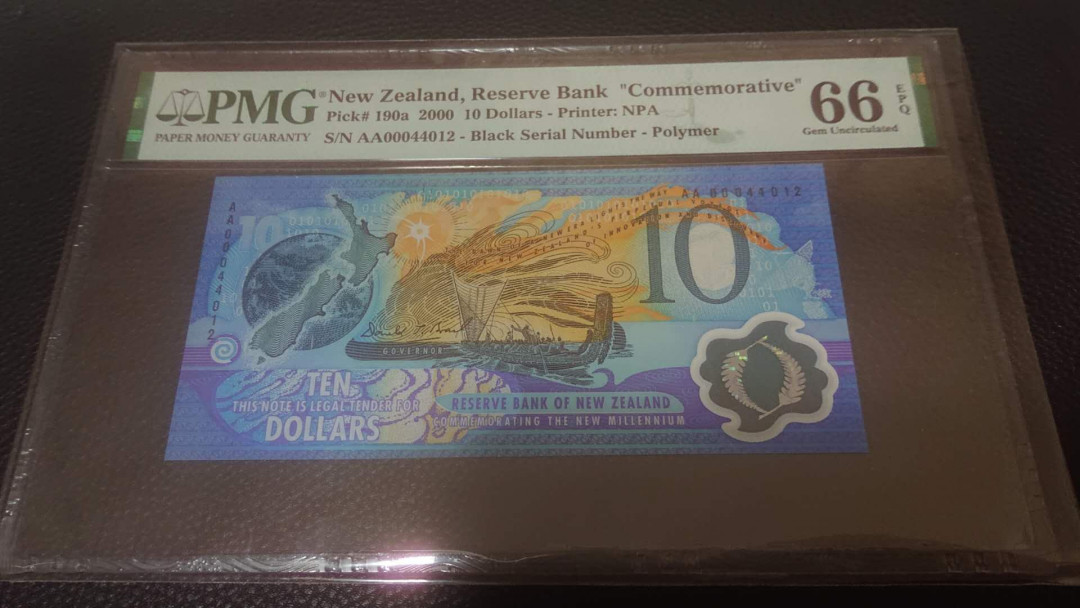 PMG
PAPER MONEY GUARANTY
New Zealand, Reserve Bank "Commemorative"
Pick# 190a 2000 10 Dollars - Printer: NPA
S/N AA00044012 - Black Serial Number - Polymer
66
EPQ
Gem Uncirculated
AA00044012
AA00044012
10
10
GOVERNOR
TEN
THIS NOTE IS LEGAL TENDER FOR
DOLLARS
RESERVE BANK OF NEW ZEALAND
COMMEMORATING THE NEW MILLENNIUM